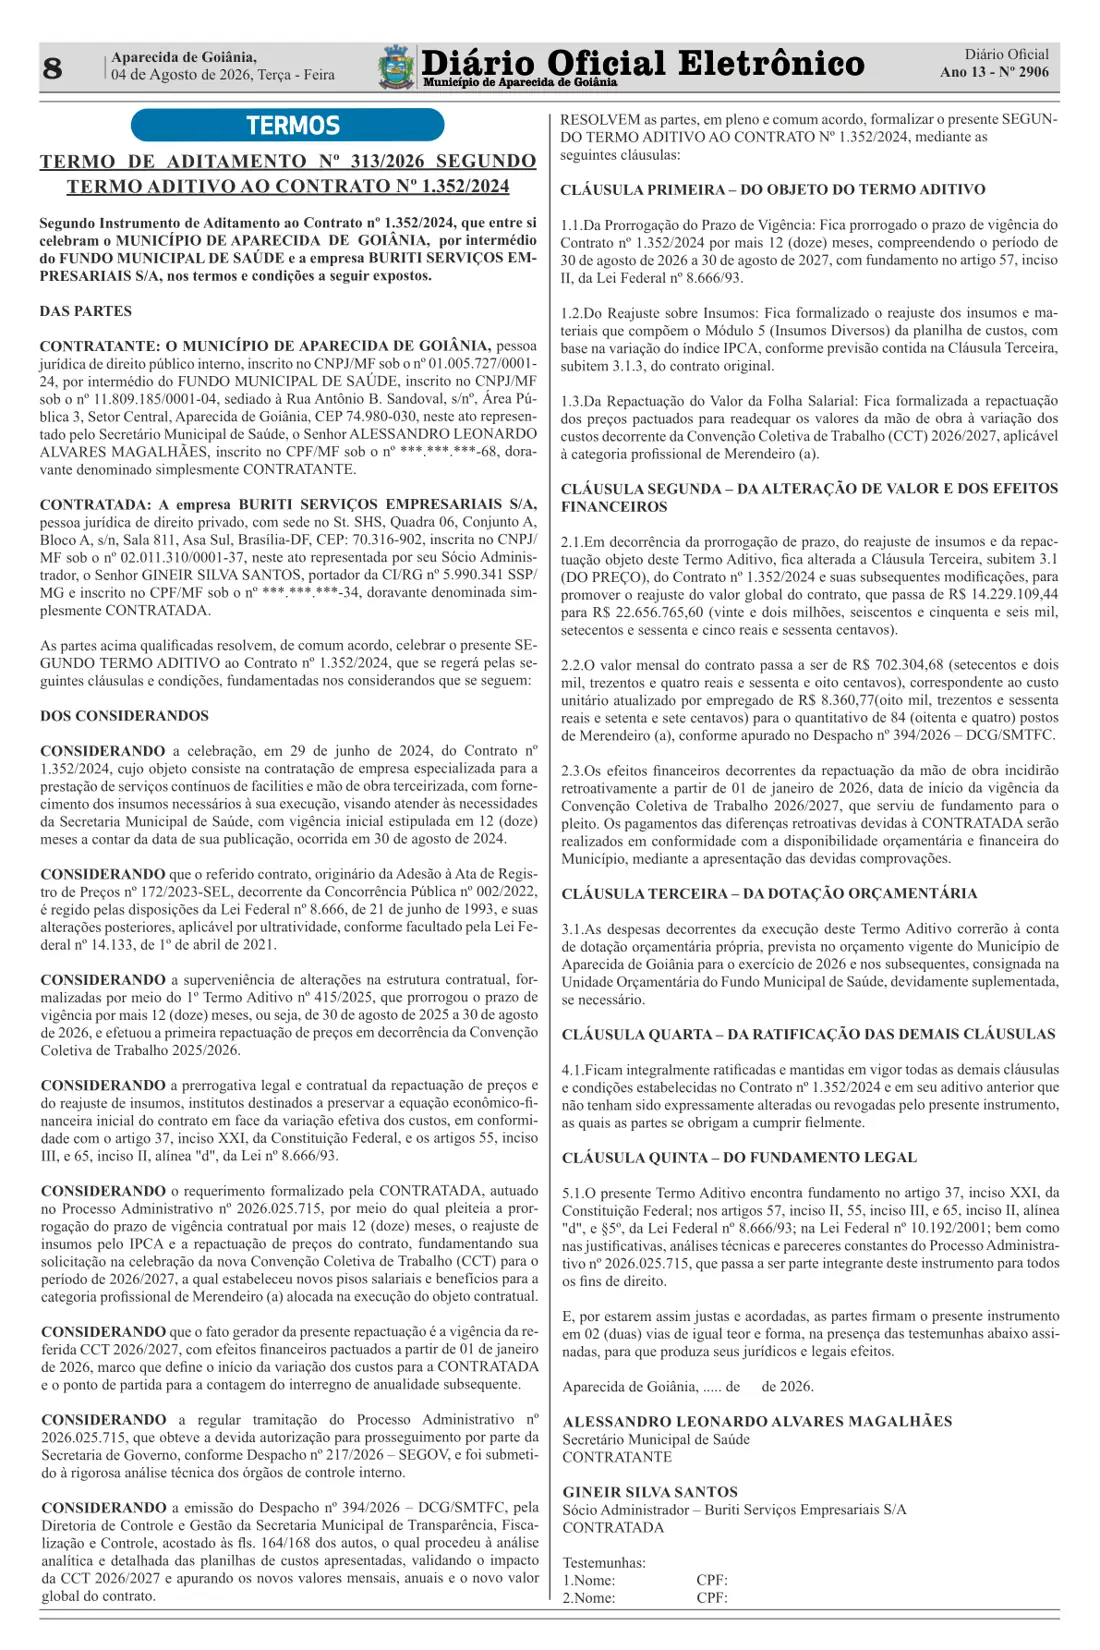 8
Aparecida de Goiânia,
04 de Agosto de 2026, Terça - Feira
Diário Oficial Eletrônico
Município de Aparecida de Goiânia
Diário Oficial
Ano 13 - Nº 2906
TERMOS
TERMO DE ADITAMENTO Nº 313/2026 SEGUNDO
TERMO ADITIVO AO CONTRATO Nº 1.352/2024
Segundo Instrumento de Aditamento ao Contrato nº 1.352/2024, que entre si
celebram o MUNICÍPIO DE APARECIDA DE GOIÂNIA, por intermédio
do FUNDO MUNICIPAL DE SAÚDE e a empresa BURITI SERVIÇOS EM-
PRESARIAIS S/A, nos termos e condições a seguir expostos.
DAS PARTES
CONTRATANTE: O MUNICÍPIO DE APARECIDA DE GOIÂNIA, pessoa
jurídica de direito público interno, inscrito no CNPJ/MF sob o nº 01.005.727/0001-
24, por intermédio do FUNDO MUNICIPAL DE SAÚDE, inscrito no CNPJ/MF
sob o nº 11.809.185/0001-04, sediado à Rua Antônio B. Sandoval, s/nº, Área Pú-
blica 3, Setor Central, Aparecida de Goiânia, CEP 74.980-030, neste ato represen-
tado pelo Secretário Municipal de Saúde, o Senhor ALESSANDRO LEONARDO
ALVARES MAGALHÃES, inscrito no CPF/MF sob o nº ***.***.***-68, dora-
vante denominado simplesmente CONTRATANTE.
CONTRATADA: A empresa BURITI SERVIÇOS EMPRESARIAIS S/A,
pessoa jurídica de direito privado, com sede no St. SHS, Quadra 06, Conjunto A,
Bloco A, s/n, Sala 811, Asa Sul, Brasília-DF, CEP: 70.316-902, inscrita no CNPJ/
MF sob o nº 02.011.310/0001-37, neste ato representada por seu Sócio Adminis-
trador, o Senhor GINEIR SILVA SANTOS, portador da CI/RG nº 5.990.341 SSP/
MG e inscrito no CPF/MF sob o nº ***.***.***-34, doravante denominada sim-
plesmente CONTRATADA.
As partes acima qualificadas resolvem, de comum acordo, celebrar o presente SE-
GUNDO TERMO ADITIVO ao Contrato nº 1.352/2024, que se regerá pelas se-
guintes cláusulas e condições, fundamentadas nos considerandos que se seguem:
DOS CONSIDERANDOS
CONSIDERANDO a celebração, em 29 de junho de 2024, do Contrato nº
1.352/2024, cujo objeto consiste na contratação de empresa especializada para a
prestação de serviços contínuos de facilities e mão de obra terceirizada, com forne-
cimento dos insumos necessários à sua execução, visando atender às necessidades
da Secretaria Municipal de Saúde, com vigência inicial estipulada em 12 (doze)
meses a contar da data de sua publicação, ocorrida em 30 de agosto de 2024.
CONSIDERANDO que o referido contrato, originário da Adesão à Ata de Regis-
tro de Preços nº 172/2023-SEL, decorrente da Concorrência Pública nº 002/2022,
é regido pelas disposições da Lei Federal nº 8.666, de 21 de junho de 1993, e suas
alterações posteriores, aplicável por ultratividade, conforme facultado pela Lei Fe-
deral nº 14.133, de 1º de abril de 2021.
CONSIDERANDO a superveniência de alterações na estrutura contratual, for-
malizadas por meio do 1º Termo Aditivo nº 415/2025, que prorrogou o prazo de
vigência por mais 12 (doze) meses, ou seja, de 30 de agosto de 2025 a 30 de agosto
de 2026, e efetuou a primeira repactuação de preços em decorrência da Convenção
Coletiva de Trabalho 2025/2026.
CONSIDERANDO a prerrogativa legal e contratual da repactuação de preços e
do reajuste de insumos, institutos destinados a preservar a equação econômico-fi-
nanceira inicial do contrato em face da variação efetiva dos custos, em conformi-
dade com o artigo 37, inciso XXI, da Constituição Federal, e os artigos 55, inciso
III, e 65, inciso II, alínea "d", da Lei nº 8.666/93.
CONSIDERANDO o requerimento formalizado pela CONTRATADA, autuado
no Processo Administrativo nº 2026.025.715, por meio do qual pleiteia a pror-
rogação do prazo de vigência contratual por mais 12 (doze) meses, o reajuste de
insumos pelo IPCA e a repactuação de preços do contrato, fundamentando sua
solicitação na celebração da nova Convenção Coletiva de Trabalho (CCT) para o
período de 2026/2027, a qual estabeleceu novos pisos salariais e benefícios para a
categoria profissional de Merendeiro (a) alocada na execução do objeto contratual.
CONSIDERANDO que o fato gerador da presente repactuação é a vigência da re-
ferida CCT 2026/2027, com efeitos financeiros pactuados a partir de 01 de janeiro
de 2026, marco que define o início da variação dos custos para a CONTRATADA
e o ponto de partida para a contagem do interregno de anualidade subsequente.
CONSIDERANDO a regular tramitação do Processo Administrativo nº
2026.025.715, que obteve a devida autorização para prosseguimento por parte da
Secretaria de Governo, conforme Despacho nº 217/2026 – SEGOV, e foi submeti-
do à rigorosa análise técnica dos órgãos de controle interno.
CONSIDERANDO a emissão do Despacho nº 394/2026 – DCG/SMTFC, pela
Diretoria de Controle e Gestão da Secretaria Municipal de Transparência, Fisca-
lização e Controle, acostado às fls. 164/168 dos autos, o qual procedeu à análise
analítica e detalhada das planilhas de custos apresentadas, validando o impacto
da CCT 2026/2027 e apurando os novos valores mensais, anuais e o novo valor
global do contrato.
RESOLVEM as partes, em pleno e comum acordo, formalizar o presente SEGUN-
DO TERMO ADITIVO AO CONTRATO Nº 1.352/2024, mediante as
seguintes cláusulas:
CLÁUSULA PRIMEIRA – DO OBJETO DO TERMO ADITIVO
1.1.Da Prorrogação do Prazo de Vigência: Fica prorrogado o prazo de vigência do
Contrato nº 1.352/2024 por mais 12 (doze) meses, compreendendo o período de
30 de agosto de 2026 a 30 de agosto de 2027, com fundamento no artigo 57, inciso
II, da Lei Federal nº 8.666/93.
1.2.Do Reajuste sobre Insumos: Fica formalizado o reajuste dos insumos e ma-
teriais que compõem o Módulo 5 (Insumos Diversos) da planilha de custos, com
base na variação do índice IPCA, conforme previsão contida na Cláusula Terceira,
subitem 3.1.3, do contrato original.
1.3.Da Repactuação do Valor da Folha Salarial: Fica formalizada a repactuação
dos preços pactuados para readequar os valores da mão de obra à variação dos
custos decorrente da Convenção Coletiva de Trabalho (CCT) 2026/2027, aplicável
à categoria profissional de Merendeiro (a).
CLÁUSULA SEGUNDA – DA ALTERAÇÃO DE VALOR E DOS EFEITOS
FINANCEIROS
2.1.Em decorrência da prorrogação de prazo, do reajuste de insumos e da repac-
tuação objeto deste Termo Aditivo, fica alterada a Cláusula Terceira, subitem 3.1
(DO PREÇO), do Contrato nº 1.352/2024 e suas subsequentes modificações, para
promover o reajuste do valor global do contrato, que passa de R$ 14.229.109,44
para R$ 22.656.765,60 (vinte e dois milhões, seiscentos e cinquenta e seis mil,
setecentos e sessenta e cinco reais e sessenta centavos).
2.2.O valor mensal do contrato passa a ser de R$ 702.304,68 (setecentos e dois
mil, trezentos e quatro reais e sessenta e oito centavos), correspondente ao custo
unitário atualizado por empregado de R$ 8.360,77(oito mil, trezentos e sessenta
reais e setenta e sete centavos) para o quantitativo de 84 (oitenta e quatro) postos
de Merendeiro (a), conforme apurado no Despacho nº 394/2026 – DCG/SMTFC.
2.3.Os efeitos financeiros decorrentes da repactuação da mão de obra incidirão
retroativamente a partir de 01 de janeiro de 2026, data de início da vigência da
Convenção Coletiva de Trabalho 2026/2027, que serviu de fundamento para o
pleito. Os pagamentos das diferenças retroativas devidas à CONTRATADA serão
realizados em conformidade com a disponibilidade orçamentária e financeira do
Município, mediante a apresentação das devidas comprovações.
CLÁUSULA TERCEIRA – DA DOTAÇÃO ORÇAMENTÁRIA
3.1.As despesas decorrentes da execução deste Termo Aditivo correrão à conta
de dotação orçamentária própria, prevista no orçamento vigente do Município de
Aparecida de Goiânia para o exercício de 2026 e nos subsequentes, consignada na
Unidade Orçamentária do Fundo Municipal de Saúde, devidamente suplementada,
se necessário.
CLÁUSULA QUARTA – DA RATIFICAÇÃO DAS DEMAIS CLÁUSULAS
4.1.Ficam integralmente ratificadas e mantidas em vigor todas as demais cláusulas
e condições estabelecidas no Contrato nº 1.352/2024 e em seu aditivo anterior que
não tenham sido expressamente alteradas ou revogadas pelo presente instrumento,
as quais as partes se obrigam a cumprir fielmente.
CLÁUSULA QUINTA – DO FUNDAMENTO LEGAL
5.1.O presente Termo Aditivo encontra fundamento no artigo 37, inciso XXI, da
Constituição Federal; nos artigos 57, inciso II, 55, inciso III, e 65, inciso II, alínea
"d", e §5º, da Lei Federal nº 8.666/93; na Lei Federal nº 10.192/2001; bem como
nas justificativas, análises técnicas e pareceres constantes do Processo Administra-
tivo nº 2026.025.715, que passa a ser parte integrante deste instrumento para todos
os fins de direito.
E, por estarem assim justas e acordadas, as partes firmam o presente instrumento
em 02 (duas) vias de igual teor e forma, na presença das testemunhas abaixo assi-
nadas, para que produza seus jurídicos e legais efeitos.
Aparecida de Goiânia, ..... de de 2026.
ALESSANDRO LEONARDO ALVARES MAGALHÃES
Secretário Municipal de Saúde
CONTRATANTE
GINEIR SILVA SANTOS
Sócio Administrador – Buriti Serviços Empresariais S/A
CONTRATADA
Testemunhas:
1.Nome: CPF:
2.Nome: CPF: